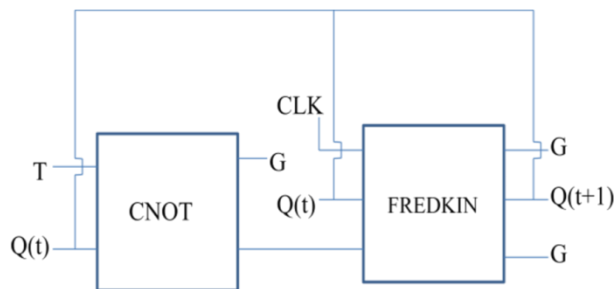 CLK
T
G
G
CNOT
Q(t)
FREDKIN
Q(t+1)
Q(t)
G